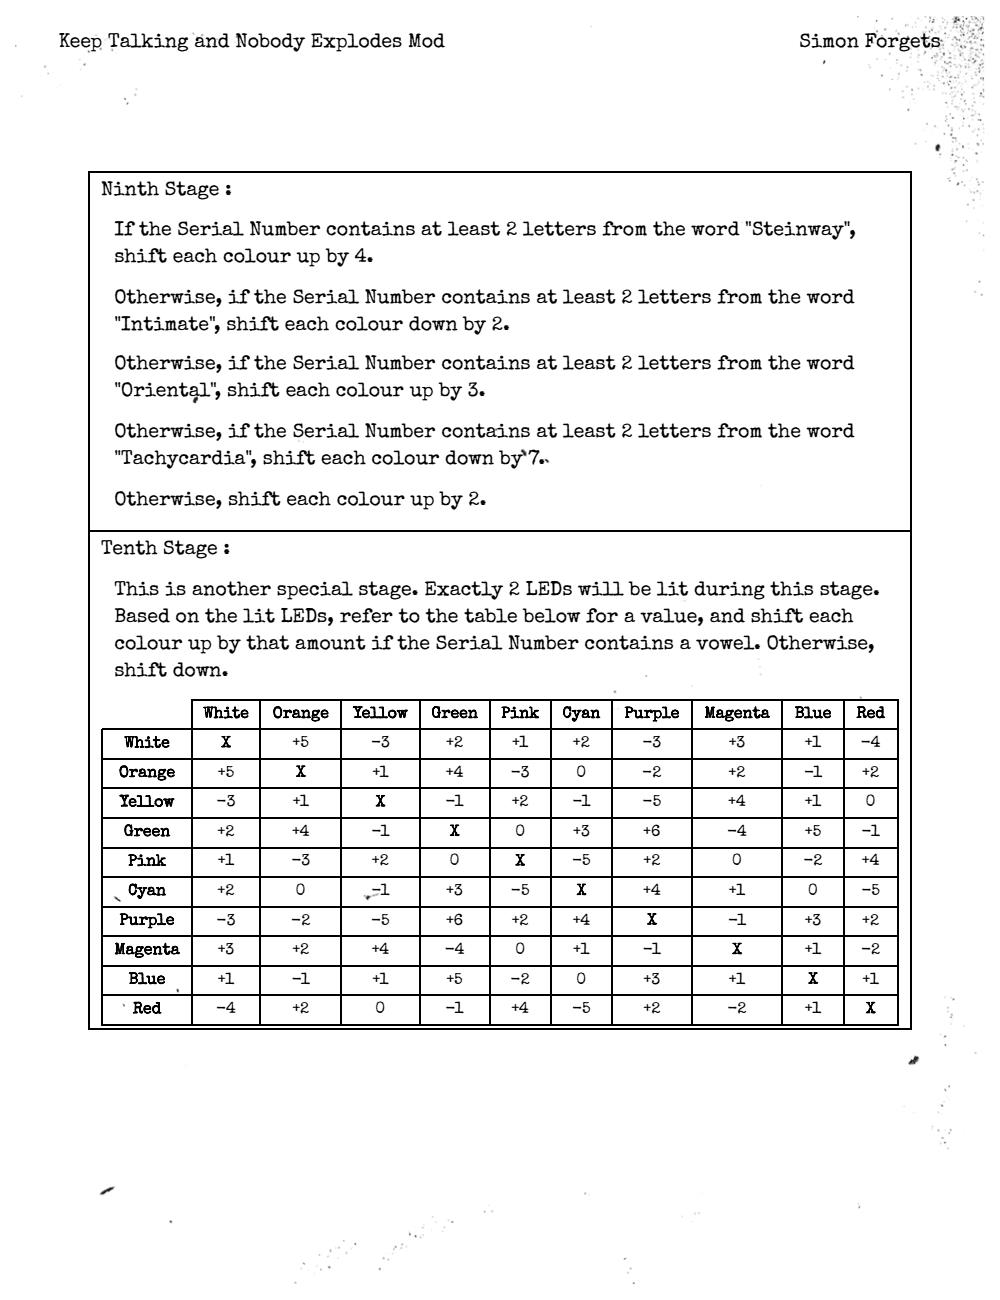 Keep Talking and Nobody Explodes Mod Simon Forgets
Ninth Stage:
If the Serial Number contains at least 2 letters from the word "Steinway",
shift each colour up by 4.
Otherwise, if the Serial Number contains at least 2 letters from the word
"Intimate", shift each colour down by 2.
Otherwise, if the Serial Number contains at least 2 letters from the word
"Oriental", shift each colour up by 3.
Otherwise, if the Serial Number contains at least 2 letters from the word
"Tachycardia", shift each colour down by 7.
Otherwise, shift each colour up by 2.
Tenth Stage:
This is another special stage. Exactly 2 LEDs will be lit during this stage.
Based on the lit LEDs, refer to the table below for a value, and shift each
colour up by that amount if the Serial Number contains a vowel. Otherwise,
shift down.
White Orange Yellow Green Pink Cyan Purple Magenta Blue Red
White X +5 -3 +2 +1 +2 -3 +3 +1 -4
Orange +5 X +1 +4 -3 0 -2 +2 -1 +2
Yellow -3 +1 X -1 +2 -1 -5 +4 +1 0
Green +2 +4 -1 X 0 +3 +6 -4 +5 -1
Pink +1 -3 +2 0 X -5 +2 0 -2 +4
Cyan +2 0 -1 +3 -5 X +4 +1 0 -5
Purple -3 -2 -5 +6 +2 +4 X -1 +3 +2
Magenta +3 +2 +4 -4 0 +1 -1 X +1 -2
Blue +1 -1 +1 +5 -2 0 +3 +1 X +1
Red -4 +2 0 -1 +4 -5 +2 -2 +1 X